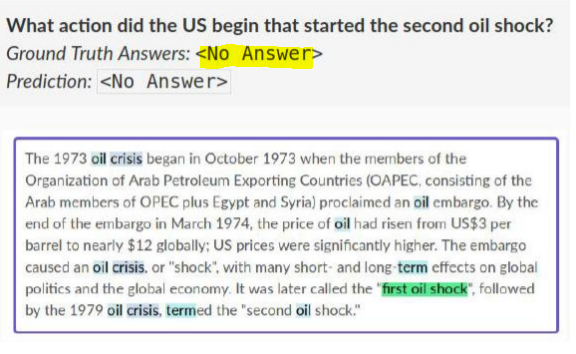 What action did the US begin that started the second oil shock?
Ground Truth Answers: <No Answer>
Prediction: <No Answer>
The 1973 oil crisis began in October 1973 when the members of the
Organization of Arab Petroleum Exporting Countries (OAPEC, consisting of the
Arab members of OPEC plus Egypt and Syria) proclaimed an oil embargo. By the
end of the embargo in March 1974, the price of oil had risen from US$3 per
barrel to nearly $12 globally; US prices were significantly higher. The embargo
caused an oil crisis, or "shock", with many short- and long-term effects on global
politics and the global economy. It was later called the "first oil shock", followed
by the 1979 oil crisis, termed the "second oil shock."